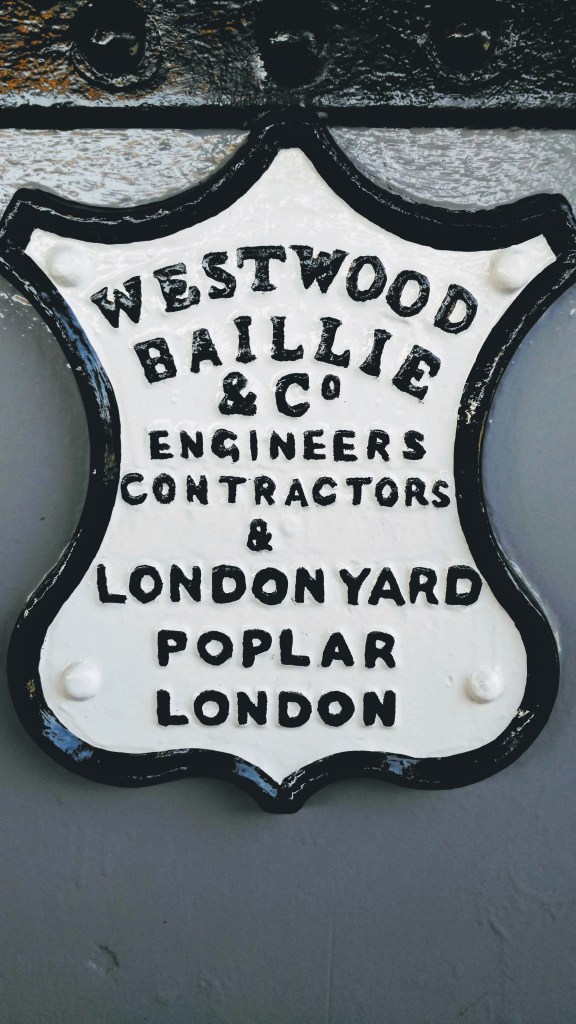 WESTWOOD
BAILLIE
& Cº
ENGINEERS
CONTRACTORS
&
LONDON YARD
POPLAR
LONDON